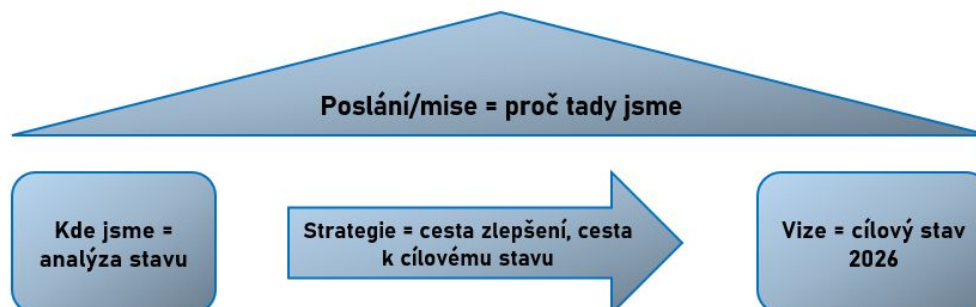 Poslání/mise = proč tady jsme
Kde jsme =
analýza stavu
Strategie = cesta zlepšení, cesta
k cílovému stavu
Vize = cílový stav
2026